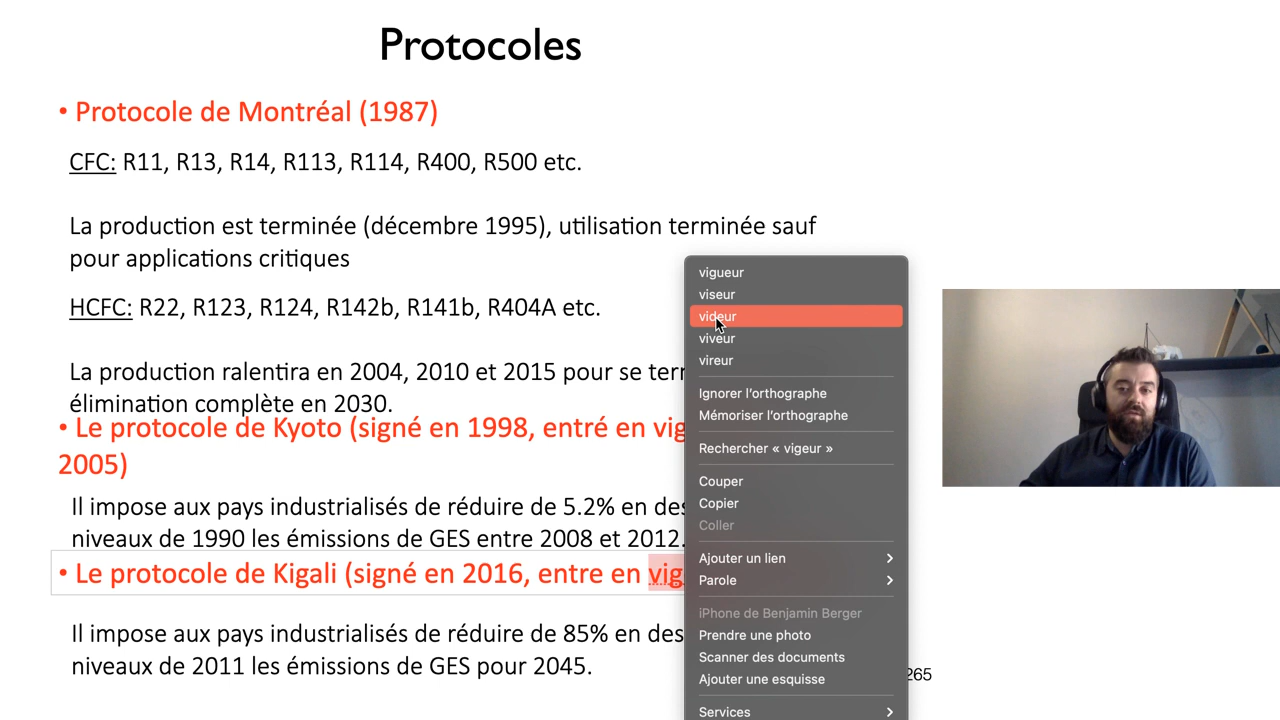 Protocoles
• Protocole de Montréal (1987)
CFC: R11, R13, R14, R113, R114, R400, R500 etc.
La production est terminée (décembre 1995), utilisation terminée sauf
pour applications critiques
HCFC: R22, R123, R124, R142b, R141b, R404A etc.
La production ralentira en 2004, 2010 et 2015 pour se
élimination complète en 2030.
• Le protocole de Kyoto (signé en 1998, entré en
2005)
Il impose aux pays industrialisés de réduire de 5.2% en
niveaux de 1990 les émissions de GES entre 2008 et 2012.
• Le protocole de Kigali (signé en 2016, entre en
Il impose aux pays industrialisés de réduire de 85% en
niveaux de 2011 les émissions de GES pour 2045.
vigueur
viseur
videur
viveur
vireur
Ignorer l'orthographe
Mémoriser l'orthographe
Rechercher « vigeur »
Couper
Copier
Coller
Ajouter un lien
Parole
iPhone de Benjamin Berger
Prendre une photo
Scanner des documents
Ajouter une esquisse
Services
265